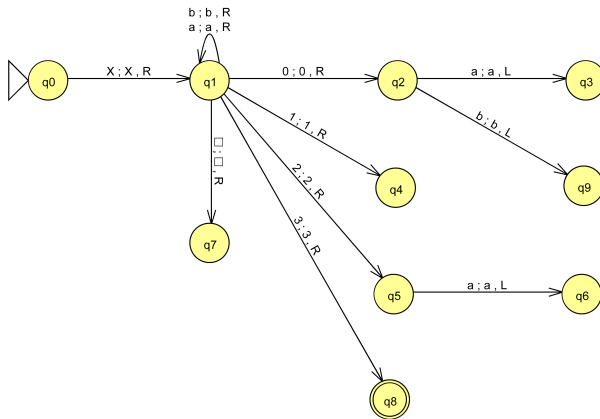 b ; b , R
a ; a , R
q0
X ; X , R
q1
0 ; 0 , R
q2
a ; a , L
q3
1 ; 1 , R
b ; b , L
□ ; □ , R
2 ; 2 , R
q4
q9
3 ; 3 , R
q7
q5
a ; a , L
q6
q8